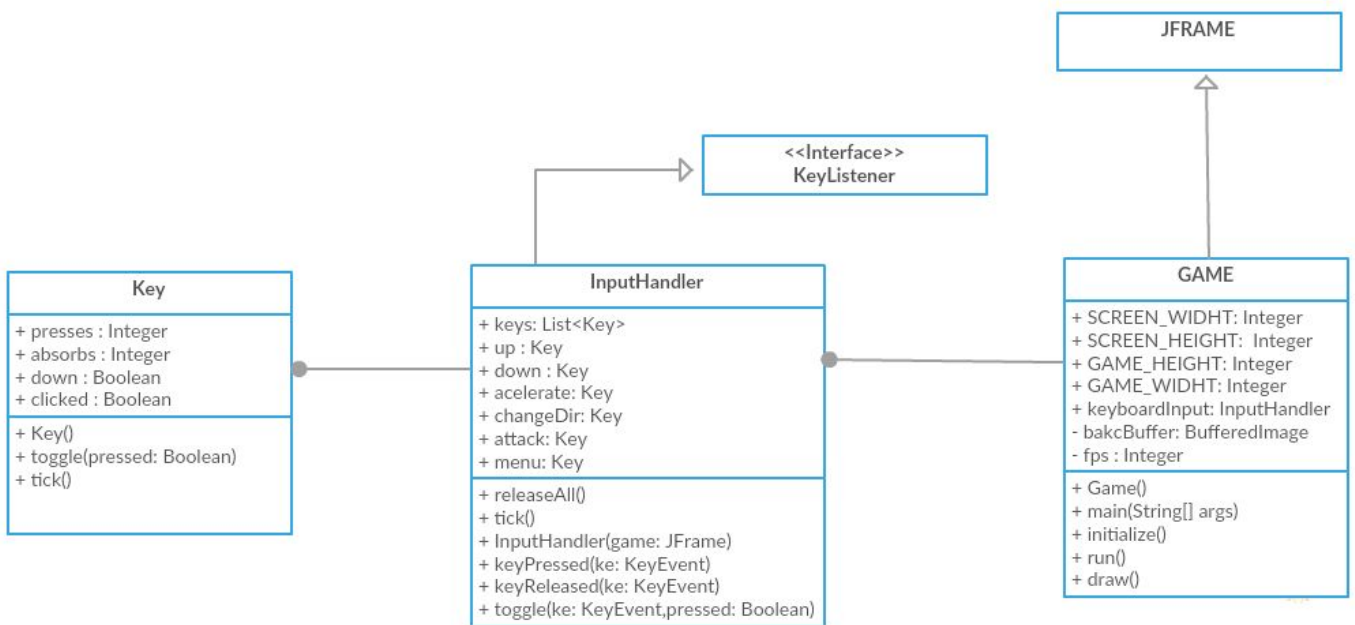 JFRAME
<<Interface>>
KeyListener
Key
+ presses : Integer
+ absorbs : Integer
+ down : Boolean
+ clicked : Boolean
+ Key()
+ toggle(pressed: Boolean)
+ tick()
InputHandler
+ keys: List<Key>
+ up : Key
+ down : Key
+ acelerate: Key
+ changeDir: Key
+ attack: Key
+ menu: Key
+ releaseAll()
+ tick()
+ InputHandler(game: JFrame)
+ keyPressed(ke: KeyEvent)
+ keyReleased(ke: KeyEvent)
+ toggle(ke: KeyEvent,pressed: Boolean)
GAME
+ SCREEN_WIDHT: Integer
+ SCREEN_HEIGHT: Integer
+ GAME_HEIGHT: Integer
+ GAME_WIDHT: Integer
+ keyboardInput: InputHandler
- bakcBuffer: BufferedImage
- fps : Integer
+ Game()
+ main(String[] args)
+ initialize()
+ run()
+ draw()